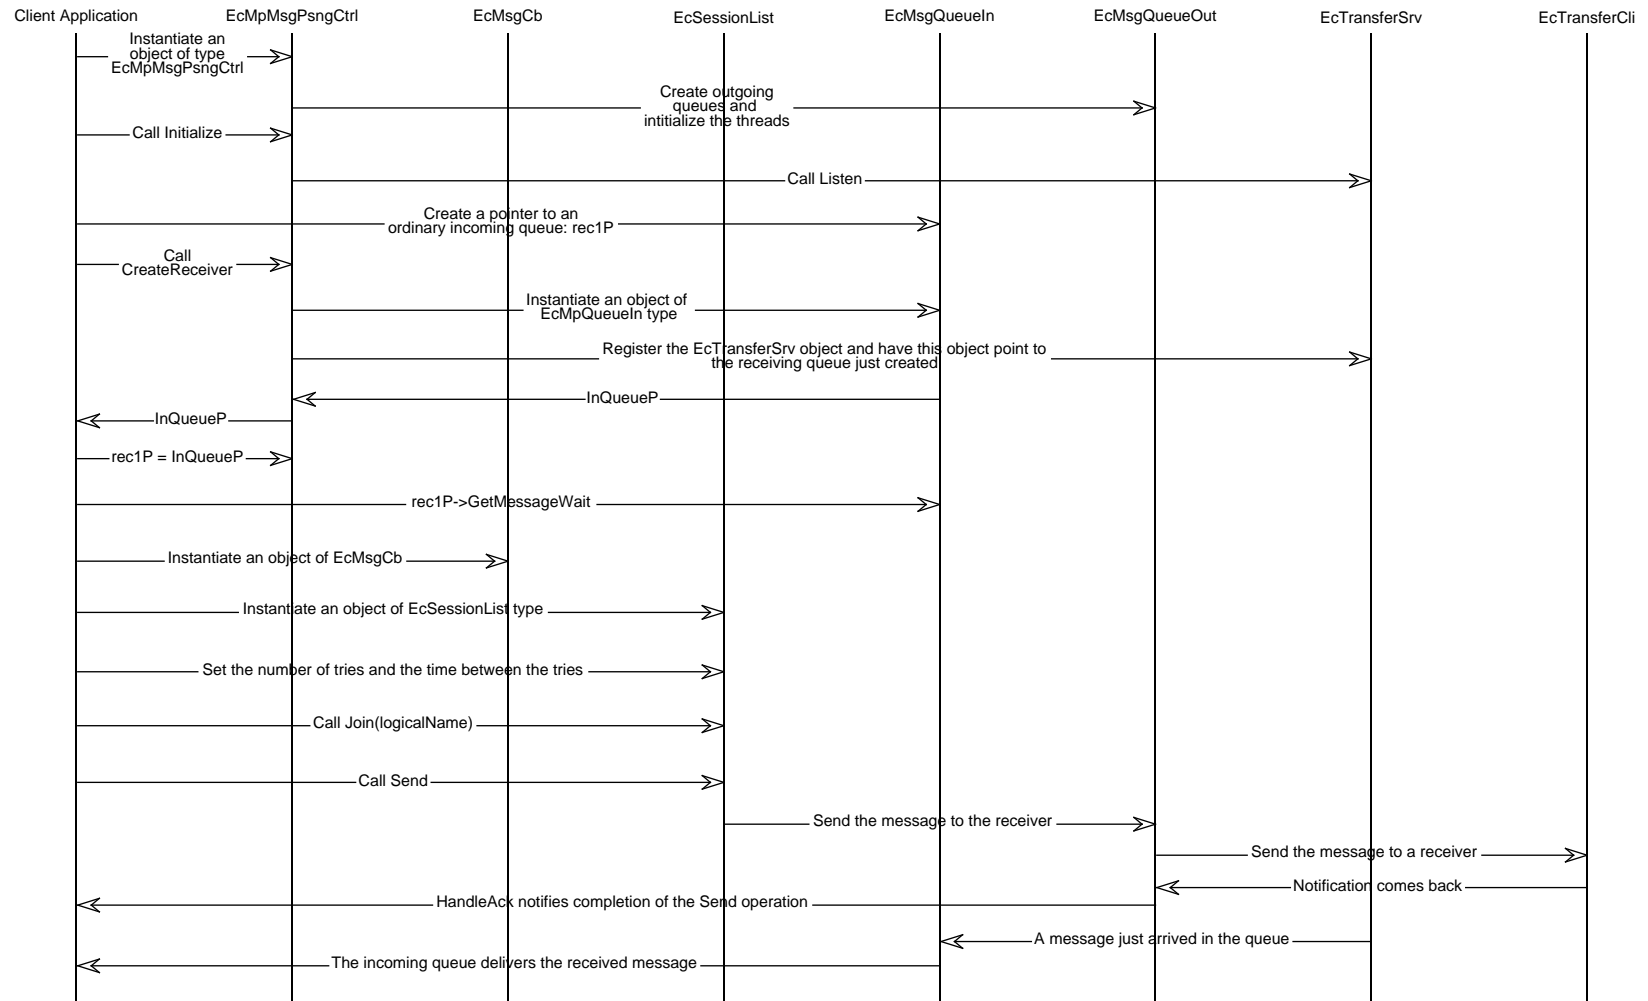 Client Application
EcMpMsgPsngCtrl
EcMsgCb
EcSessionList
EcMsgQueueIn
EcMsgQueueOut
EcTransferSrv
EcTransferCli
Instantiate an
object of type
EcMpMsgPsngCtrl
Create outgoing
queues and
intitialize the threads
Call Initialize
Call Listen
Create a pointer to an
ordinary incoming queue: rec1P
Call
CreateReceiver
Instantiate an object of
EcMpQueueIn type
Register the EcTransferSrv object and have this object point to
the receiving queue just created
InQueueP
InQueueP
rec1P = InQueueP
rec1P->GetMessageWait
Instantiate an object of EcMsgCb
Instantiate an object of EcSessionList type
Set the number of tries and the time between the tries
Call Join(logicalName)
Call Send
Send the message to the receiver
Send the message to a receiver
Notification comes back
HandleAck notifies completion of the Send operation
A message just arrived in the queue
The incoming queue delivers the received message